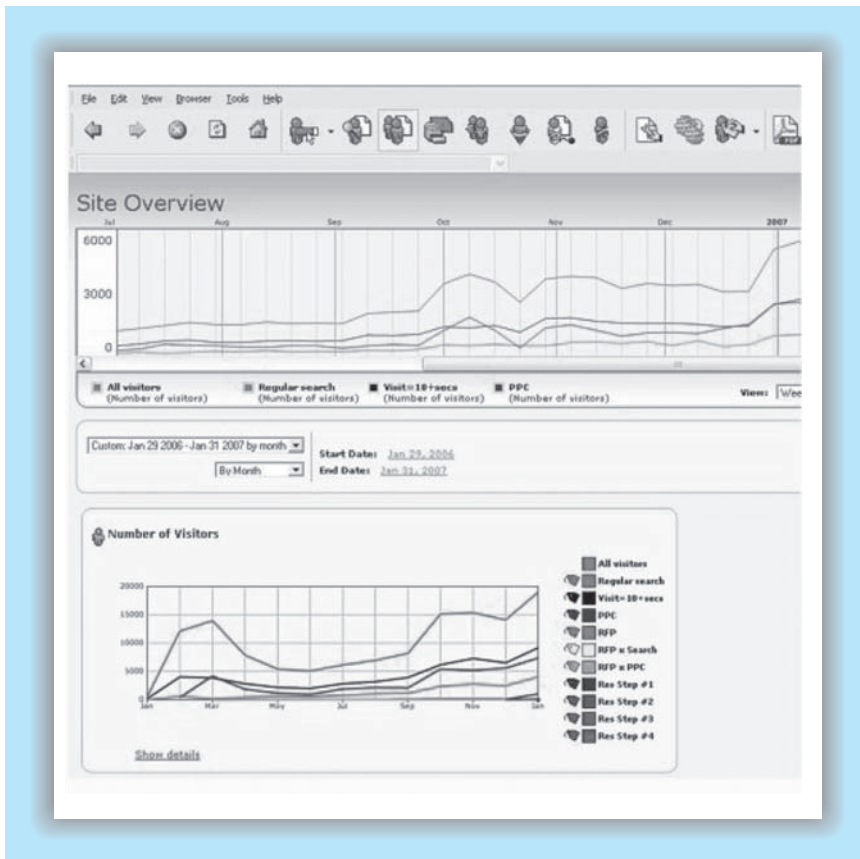 File Edit View Browser Tools Help
PDF
Site Overview
Jul Aug Sep Oct Nov Dec 2007
6000
3000
0
All visitors Regular search Visit=10+secs PPC
(Number of visitors) (Number of visitors) (Number of visitors) (Number of visitors)
View: Wee
Custom: Jan 29 2006 - Jan 31 2007 by month
Start Date: Jan 29, 2006
By Month
End Date: Jan 31, 2007
Number of Visitors
All visitors
Regular search
Visit=10+secs
PPC
RFP
RFP x Search
RFP x PPC
Res Step #1
Res Step #2
Res Step #3
Res Step #4
20000
15000
10000
5000
0
Jan Mar May Jul Sep Nov Jan
Show details